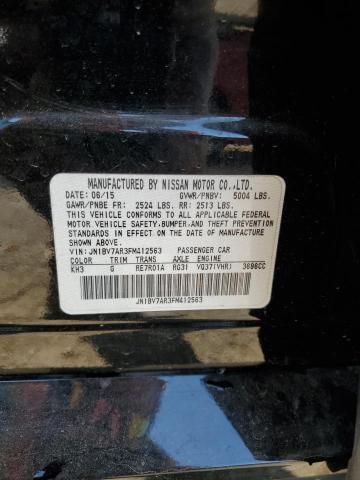 MANUFACTURED BY NISSAN MOTOR CO.,LTD.
DATE: 06/15 GVWR/PNBV: 5004 LBS.
GAWR/PNBE FR: 2524 LBS. RR: 2513 LBS.
THIS VEHICLE CONFORMS TO ALL APPLICABLE FEDERAL
MOTOR VEHICLE SAFETY,BUMPER,AND THEFT PREVENTION
STANDARDS IN EFFECT ON THE DATE OF MANUFACTURE
VIN: JN1BV7AR3FM412563 PASSENGER CAR
COLOR TRIM TRANS AXLE ENGINE
KH3 G RE7R01A RG31 VQ37(VHR) 3696CC
JN1BV7AR3FM412563